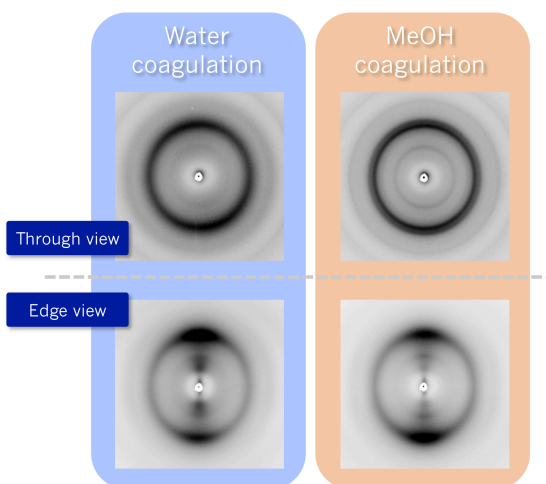 Water
coagulation
MeOH
coagulation
Through view
Edge view